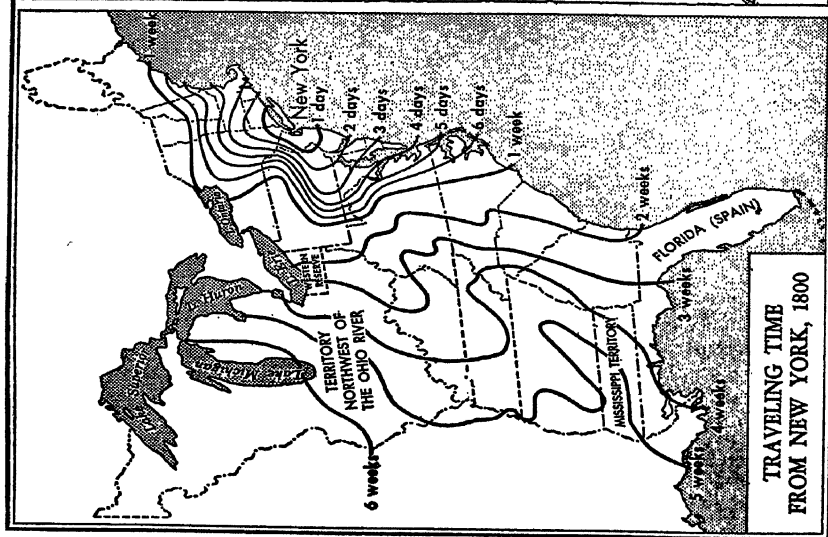 Lake Superior
L. Huron
Lake Michigan
Ontario
Erie
WESTERN
RESERVE
TERRITORY
NORTHWEST OF
THE OHIO RIVER
MISSISSIPPI TERRITORY
FLORIDA (SPAIN)
New York
1 week
1 day
2 days
3 days
4 days
5 days
6 days
1 week
2 weeks
3 weeks
4 weeks
5 weeks
6 weeks
TRAVELING TIME
FROM NEW YORK, 1800